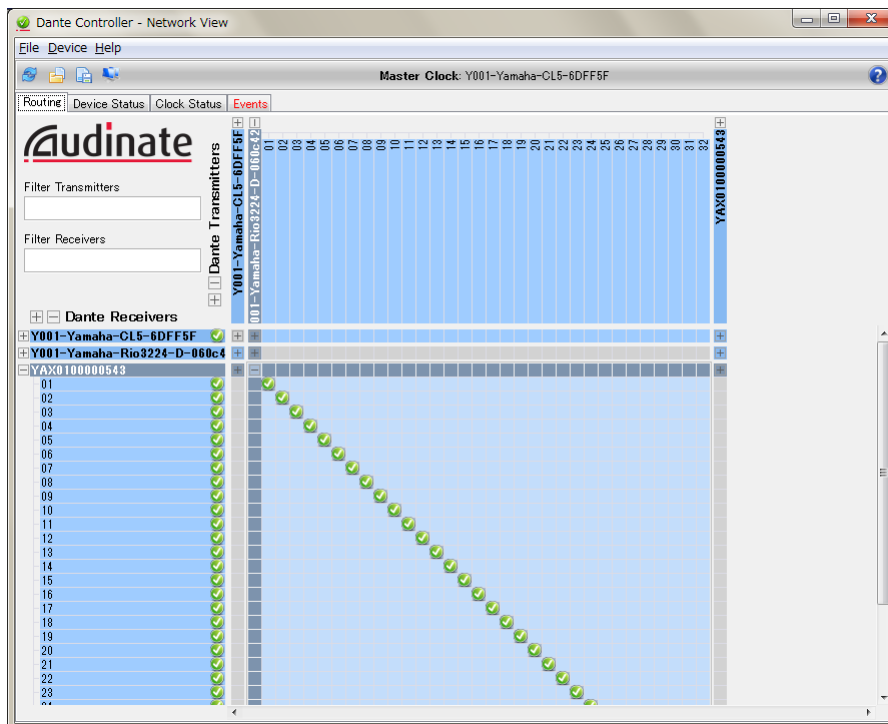 Dante Controller - Network View
File Device Help
Master Clock: Y001-Yamaha-CL5-6DFF5F
Routing Device Status Clock Status Events
Audinate
Filter Transmitters
Filter Receivers
Dante Transmitters
Y001-Yamaha-CL5-6DFF5F
001-Yamaha-Rio3224-D-060c42
01 02 03 04 05 06 07 08 09 10 11 12 13 14 15 16 17 18 19 20 21 22 23 24 25 26 27 28 29 30 31 32
YAX0100000543
Dante Receivers
Y001-Yamaha-CL5-6DFF5F
Y001-Yamaha-Rio3224-D-060c4
YAX0100000543
01
02
03
04
05
06
07
08
09
10
11
12
13
14
15
16
17
18
19
20
21
22
23